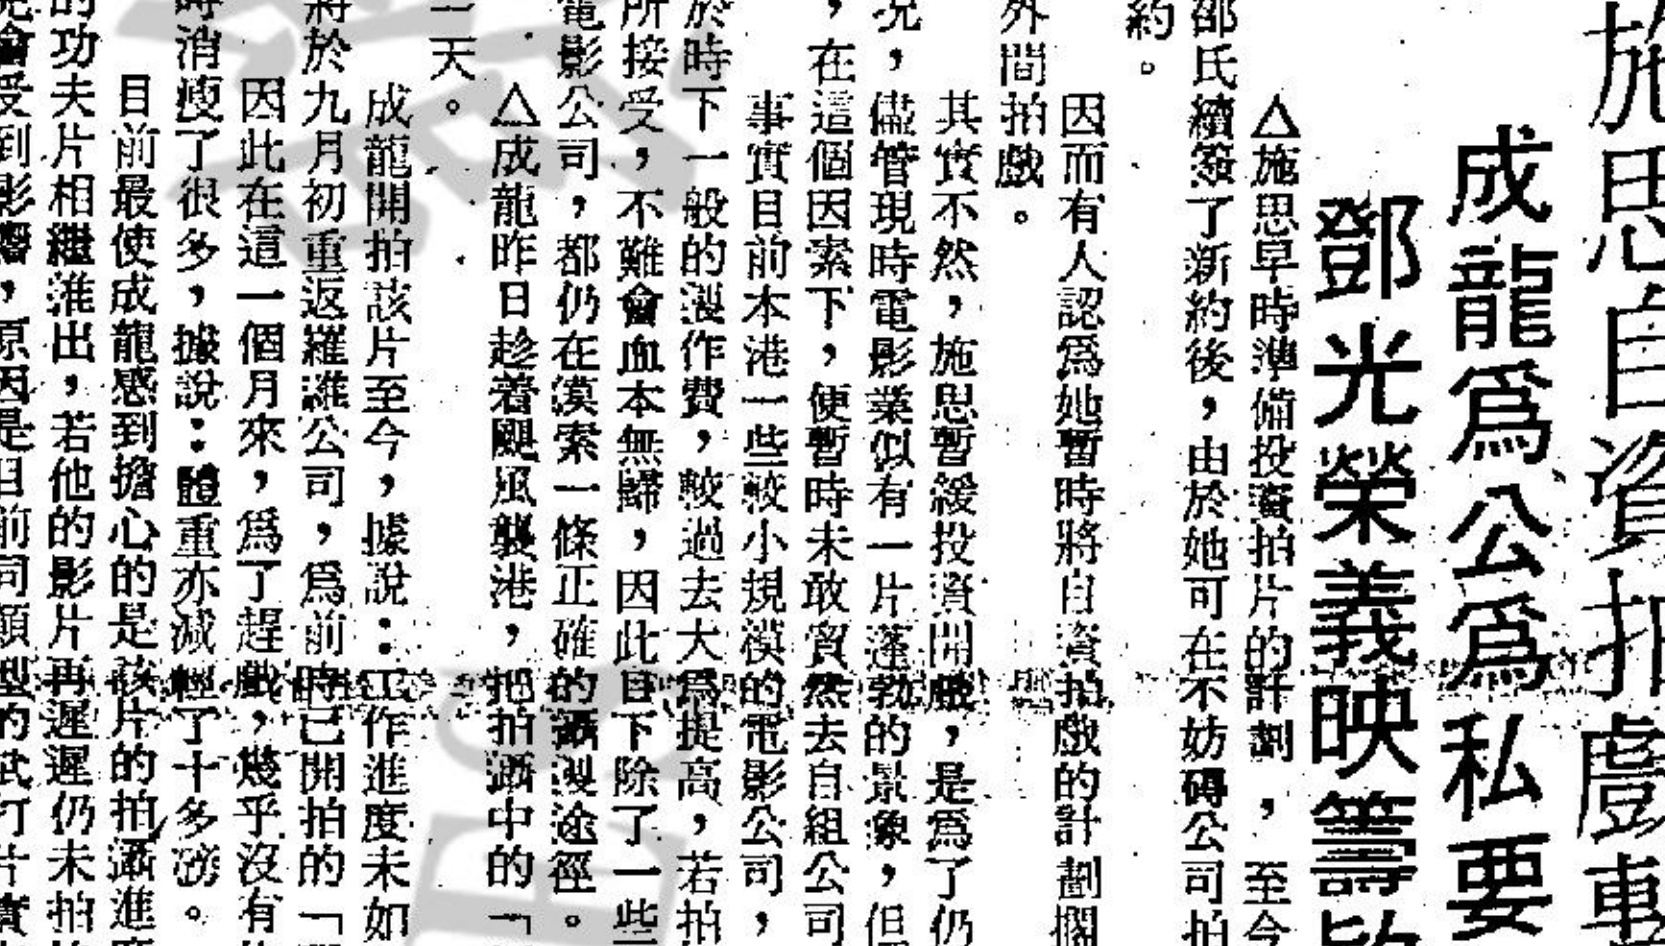 施思自資拍戲
成龍為公為私要
鄧光榮義映籌
△施思早時準備投資拍片的計劃，至今
邵氏續簽了新約後，由於她可在不妨碍公司拍
約。
因而有人認為她暫時將自資拍戲的計劃擱
外間拍戲。
其實不然，施思暫緩投資開戲，是為了仍
況，儘管現時電影業似有一片蓬勃的景象，但
，在這個因素下，便暫時未敢貿然去自組公司
事實目前本港一些較小規模的電影公司，
於時下一般的製作費，較過去大為提高，若拍
所接受，不難會血本無歸，因此目下除了一些
電影公司，都仍在漠索一條正確的攝製途徑。
△成龍昨日趁着颶風襲港，把拍攝中的「
二天。
成龍開拍該片至今，據說：工作進度未如
將於九月初重返羅維公司，為前時已開拍的「
因此在這一個月來，為了趕戲，幾乎沒有
時消瘦了很多，據說：體重亦減輕了十多磅。
目前最使成龍感到擔心的是該片的拍攝進
的功夫片相繼推出，若他的影片再遲遲仍未拍
會受到影響，原因是目前同類型的武打片實